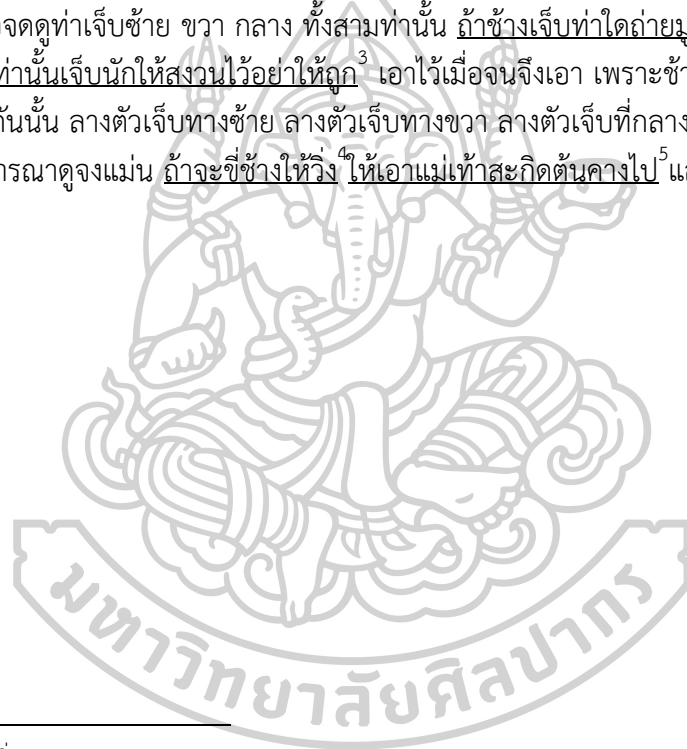 จดดูท่าเจ็บซ้าย ขวา กลาง ทั้งสามท่านั้น ถ้าช้างเจ็บท่าใดถ่ายมู
ท่านั้นเจ็บนักให้สงวนไว้อย่าให้ถูก3 เอาไว้เมื่อจนจึงเอา เพราะช้า
กันนั้น ลางตัวเจ็บทางซ้าย ลางตัวเจ็บทางขวา ลางตัวเจ็บที่กลาง
ารณาดูจงแม่น ถ้าจะขี่ช้างให้วิ่ง4 ให้เอาแม่เท้าสะกิดต้นคางไป5
มหาวิทยาลัยศิลปากร